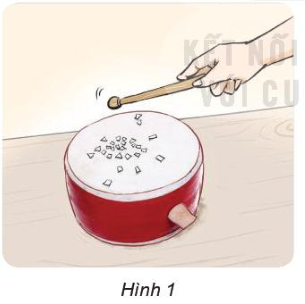 KẾT NỐI
VỚI CU
Hình 1